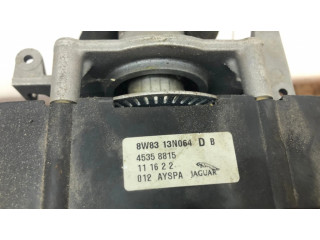 8W83 13N064 D B
4535 8815
11 16 2 2
012 AYSPA JAGUAR